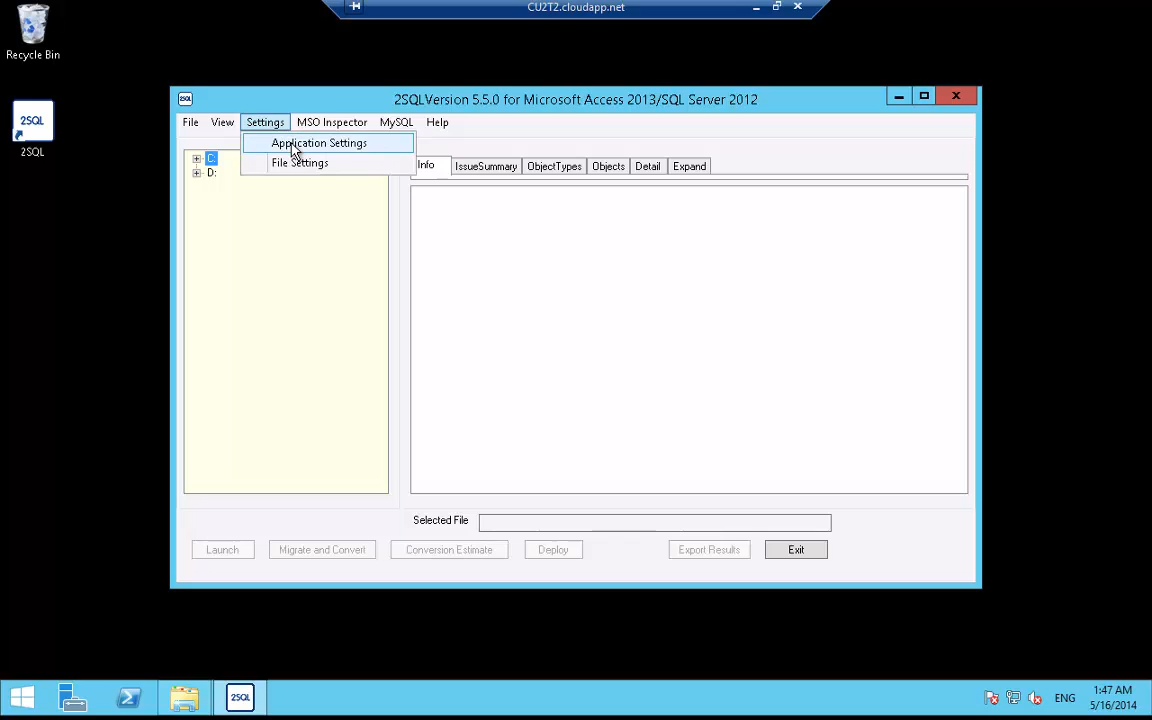 CU2T2.cloudapp.net
Recycle Bin
2SQL
2SQL
2SQL
2SQLVersion 5.5.0 for Microsoft Access 2013/SQL Server 2012
File View Settings MSO Inspector MySQL Help
Application Settings
File Settings
C:
D:
Info IssueSummary ObjectTypes Objects Detail Expand
Selected File
Launch Migrate and Convert Conversion Estimate Deploy Export Results Exit
2SQL
ENG
1:47 AM
5/16/2014